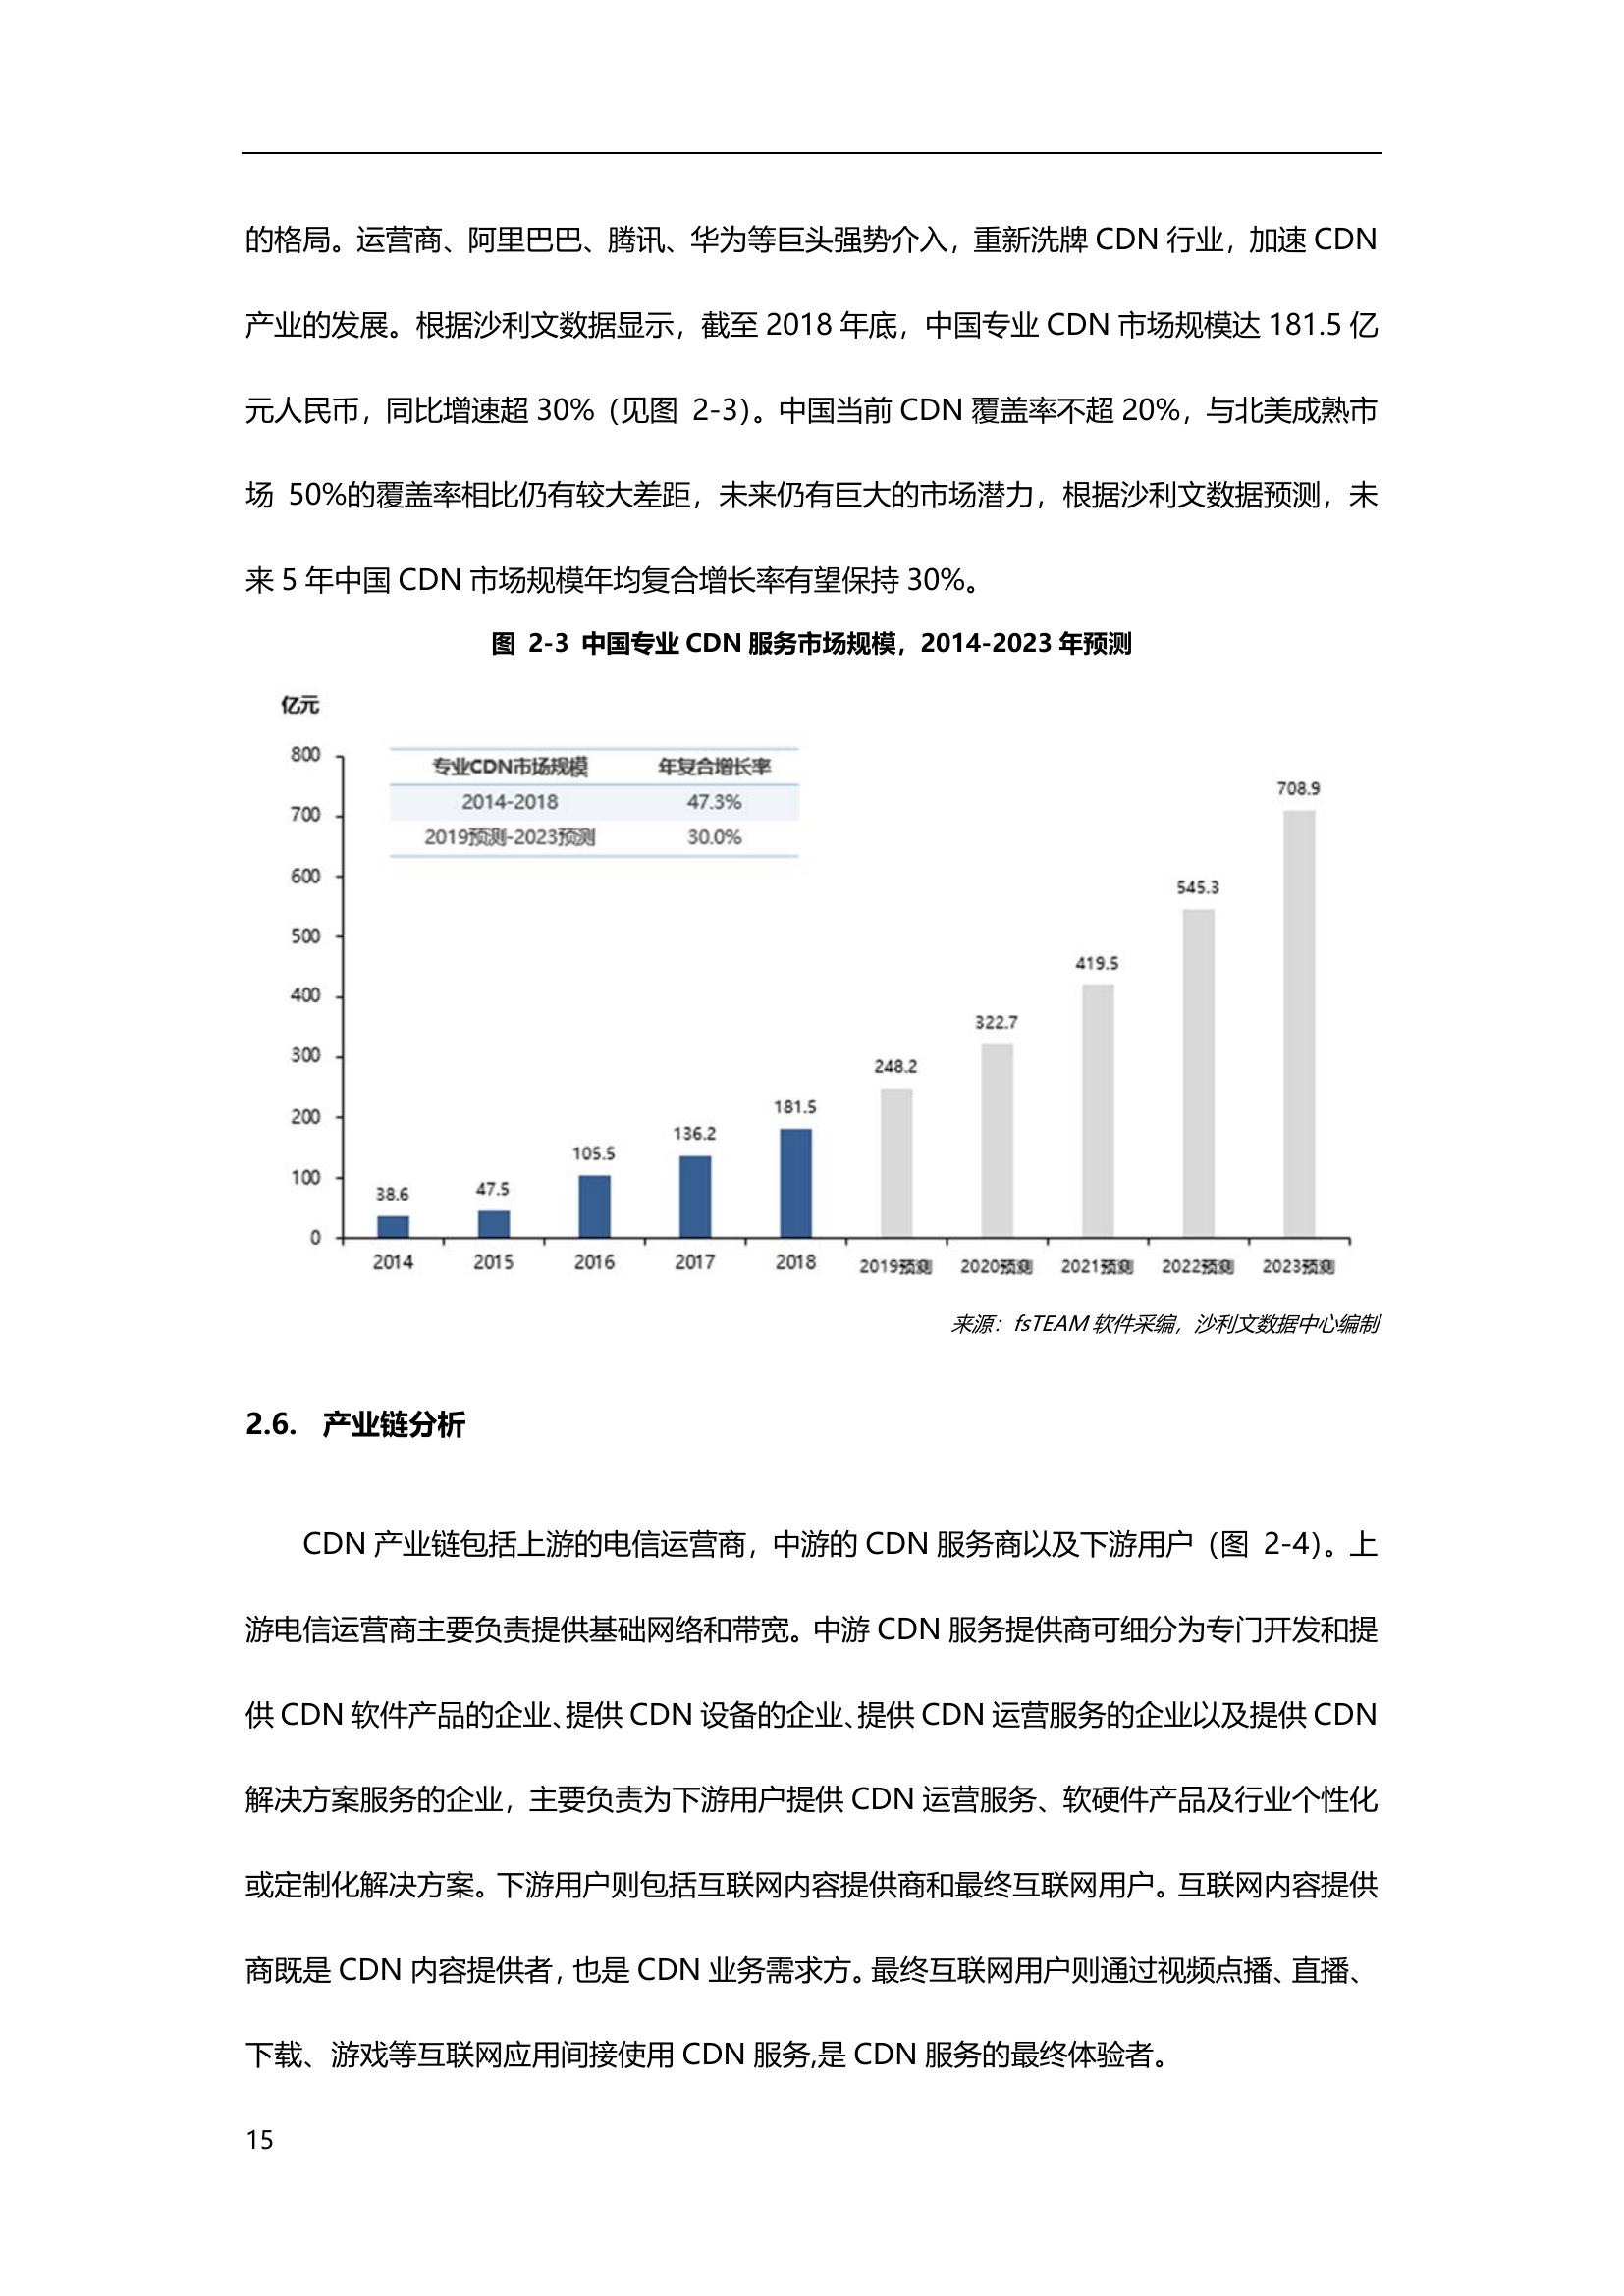 的格局。运营商、阿里巴巴、腾讯、华为等巨头强势介入，重新洗牌 CDN 行业，加速 CDN
产业的发展。根据沙利文数据显示，截至 2018 年底，中国专业 CDN 市场规模达 181.5 亿
元人民币，同比增速超 30%（见图 2-3）。中国当前 CDN 覆盖率不超 20%，与北美成熟市
场 50%的覆盖率相比仍有较大差距，未来仍有巨大的市场潜力，根据沙利文数据预测，未
来 5 年中国 CDN 市场规模年均复合增长率有望保持 30%。
图 2-3 中国专业 CDN 服务市场规模，2014-2023 年预测
亿元
专业CDN市场规模 年复合增长率
2014-2018 47.3%
2019预测-2023预测 30.0%
800
700
600
500
400
300
200
100
0
38.6
47.5
105.5
136.2
181.5
248.2
322.7
419.5
545.3
708.9
2014 2015 2016 2017 2018 2019预测 2020预测 2021预测 2022预测 2023预测
来源：fsTEAM 软件采编，沙利文数据中心编制
2.6. 产业链分析
CDN 产业链包括上游的电信运营商，中游的 CDN 服务商以及下游用户（图 2-4）。上
游电信运营商主要负责提供基础网络和带宽。中游 CDN 服务提供商可细分为专门开发和提
供 CDN 软件产品的企业、提供 CDN 设备的企业、提供 CDN 运营服务的企业以及提供 CDN
解决方案服务的企业，主要负责为下游用户提供 CDN 运营服务、软硬件产品及行业个性化
或定制化解决方案。下游用户则包括互联网内容提供商和最终互联网用户。互联网内容提供
商既是 CDN 内容提供者，也是 CDN 业务需求方。最终互联网用户则通过视频点播、直播、
下载、游戏等互联网应用间接使用 CDN 服务,是 CDN 服务的最终体验者。
15